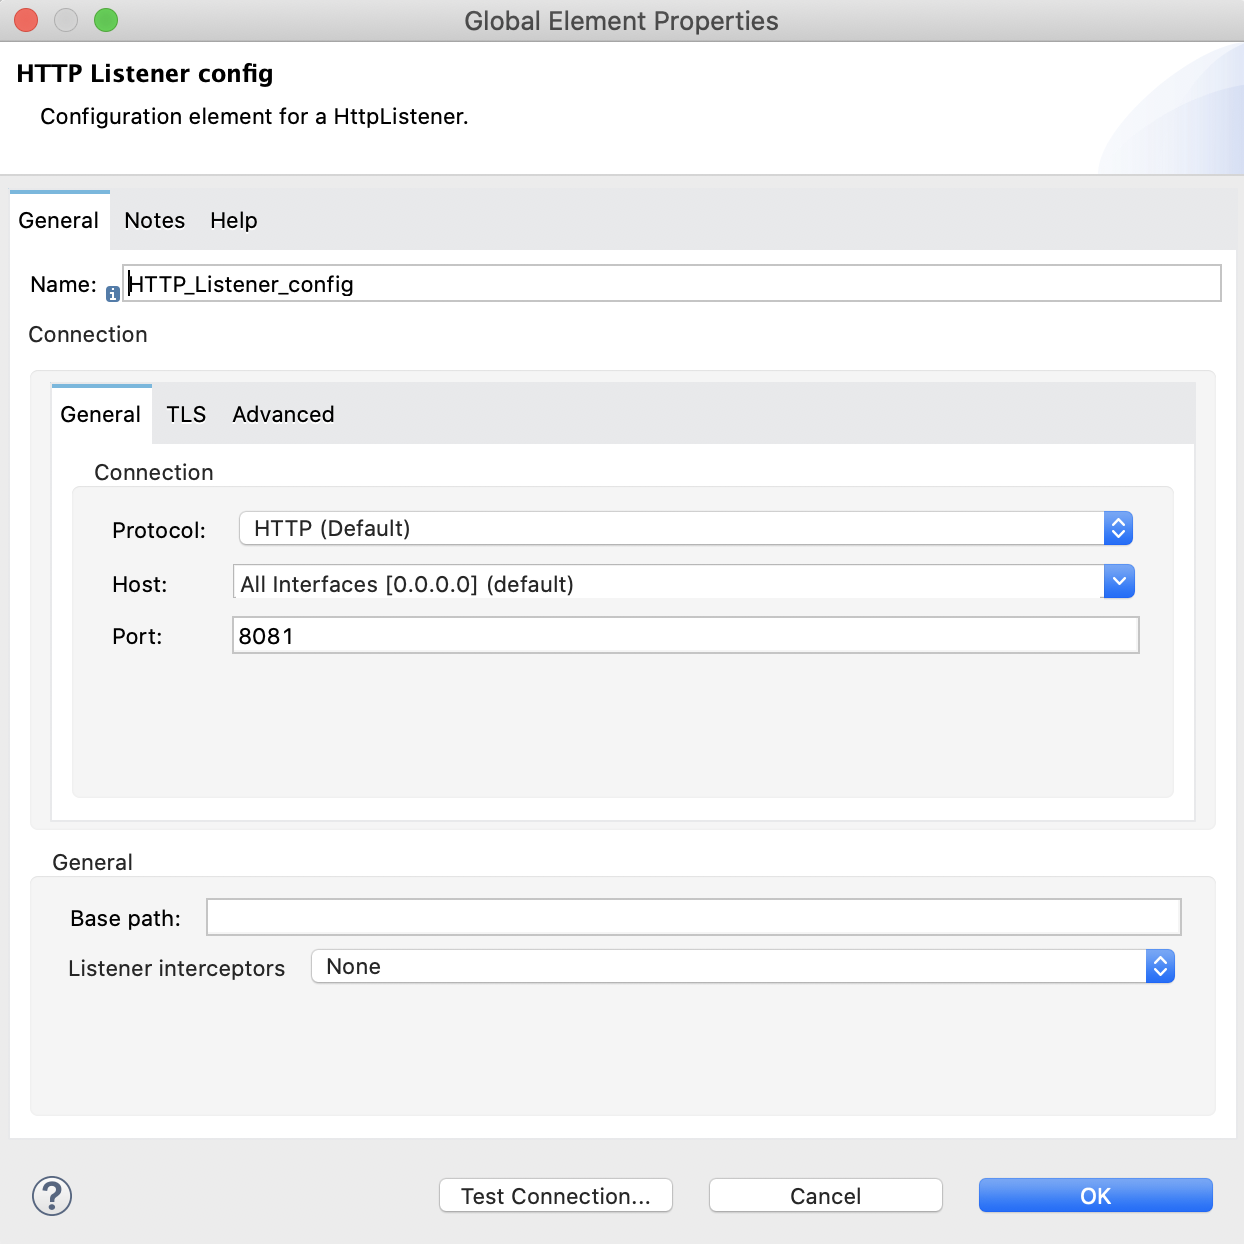 Global Element Properties
HTTP Listener config
Configuration element for a HttpListener.
General Notes Help
Name: HTTP_Listener_config
Connection
General TLS Advanced
Connection
Protocol: HTTP (Default)
Host: All Interfaces [0.0.0.0] (default)
Port: 8081
General
Base path:
Listener interceptors None
? Test Connection... Cancel OK